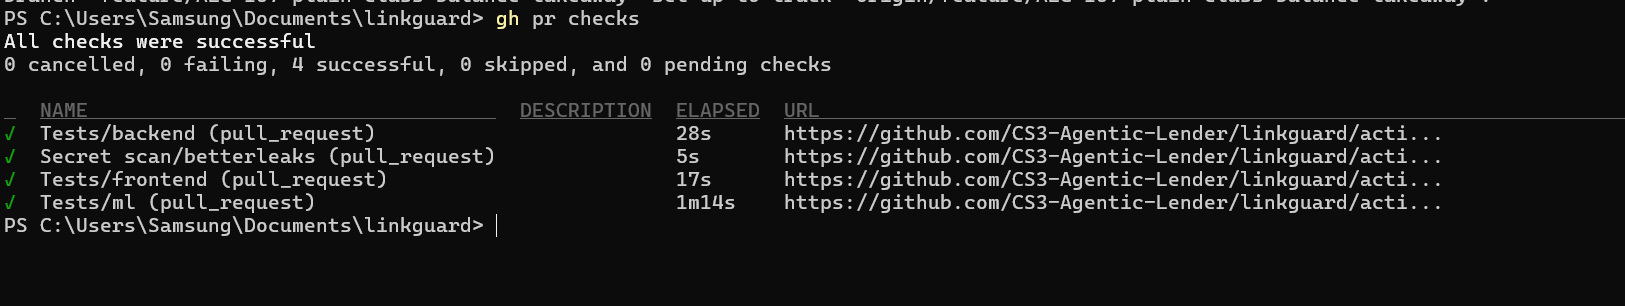 PS C:\Users\Samsung\Documents\linkguard> gh pr checks
All checks were successful
0 cancelled, 0 failing, 4 successful, 0 skipped, and 0 pending checks
NAME DESCRIPTION ELAPSED URL
✓ Tests/backend (pull_request) 28s https://github.com/CS3-Agentic-Lender/linkguard/acti...
✓ Secret scan/betterleaks (pull_request) 5s https://github.com/CS3-Agentic-Lender/linkguard/acti...
✓ Tests/frontend (pull_request) 17s https://github.com/CS3-Agentic-Lender/linkguard/acti...
✓ Tests/ml (pull_request) 1m14s https://github.com/CS3-Agentic-Lender/linkguard/acti...
PS C:\Users\Samsung\Documents\linkguard>